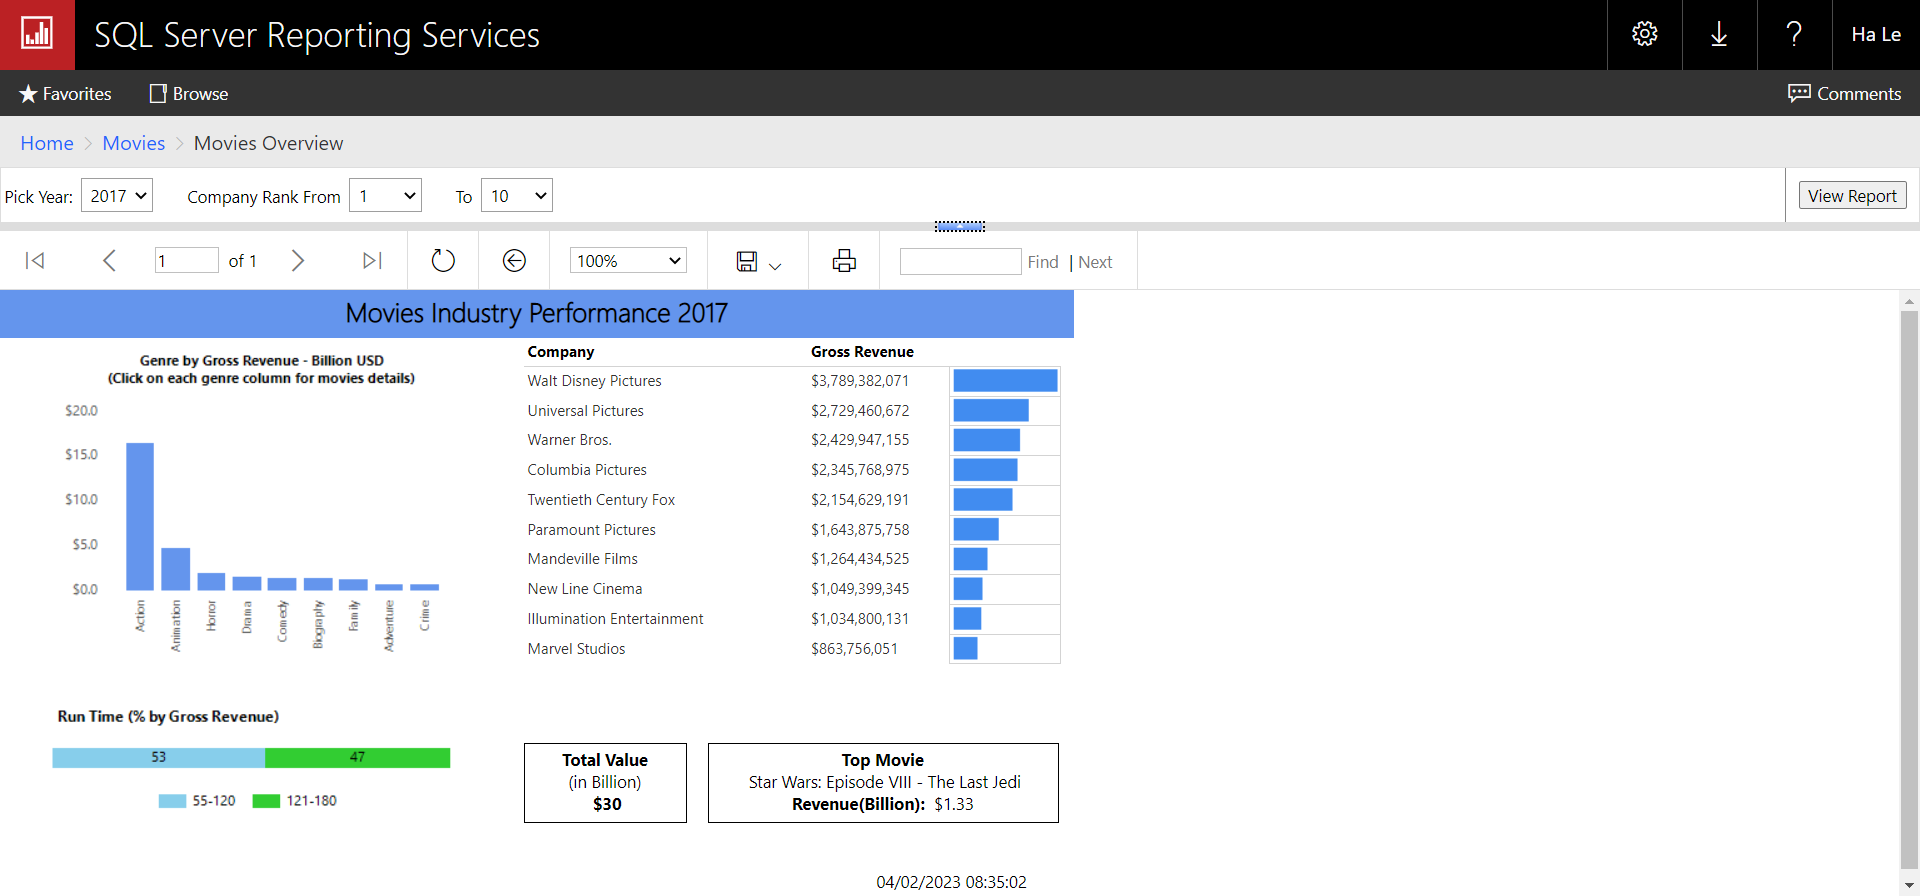 SQL Server Reporting Services
Ha Le
Favorites
Browse
Comments
Home > Movies > Movies Overview
Pick Year: 2017 Company Rank From 1 To 10
View Report
1 of 1
100%
Find | Next
Movies Industry Performance 2017
Genre by Gross Revenue - Billion USD
(Click on each genre column for movies details)
$20.0
$15.0
$10.0
$5.0
$0.0
Action
Animation
Horror
Drama
Comedy
Biography
Family
Adventure
Crime
Company Gross Revenue
Walt Disney Pictures $3,789,382,071
Universal Pictures $2,729,460,672
Warner Bros. $2,429,947,155
Columbia Pictures $2,345,768,975
Twentieth Century Fox $2,154,629,191
Paramount Pictures $1,643,875,758
Mandeville Films $1,264,434,525
New Line Cinema $1,049,399,345
Illumination Entertainment $1,034,800,131
Marvel Studios $863,756,051
Run Time (% by Gross Revenue)
53 47
55-120 121-180
Total Value
(in Billion)
$30
Top Movie
Star Wars: Episode VIII - The Last Jedi
Revenue(Billion): $1.33
04/02/2023 08:35:02